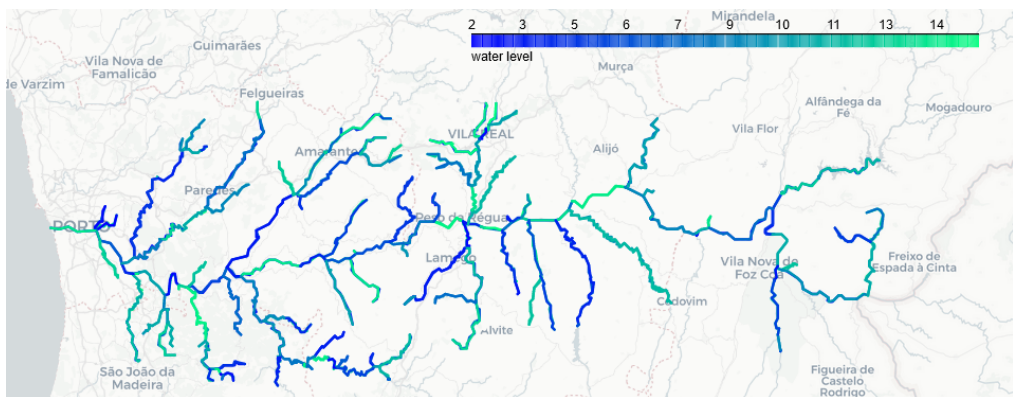 Mirandela
2 3 5 6 7 9 10 11 13 14
water level
Guimarães
Vila Nova de
Famalicão
de Varzim
Felgueiras
Murça
Alfândega da
Fé
Mogadouro
Vila Flor
VILA REAL
Amarante
Alijó
Paredes
PORTO
Peso da Régua
Lamego
Vila Nova de
Foz Côa
Freixo de
Espada à Cinta
Codovim
Alvite
São João da
Madeira
Figueira de
Castelo
Rodrigo